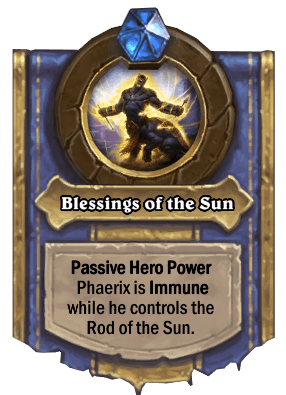 Blessings of the Sun
Passive Hero Power
Phaerix is Immune
while he controls the
Rod of the Sun.